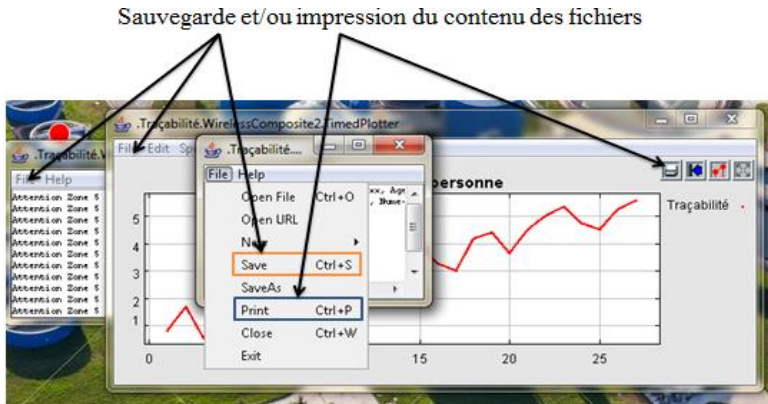 Sauvegarde et/ou impression du contenu des fichiers
.Traçabilité.WirelessComposite2.TimedPlotter
.Traçabilité.
File Edit
.Traçabilité....
File Help
File Help
Attention Zone 5
Attention Zone 5
Attention Zone 5
Attention Zone 5
Attention Zone 5
Attention Zone 5
Attention Zone 5
Attention Zone 5
Attention Zone 5
Attention Zone 5
Attention Zone 5
Open File Ctrl+O
Open URL
Save Ctrl+S
SaveAs
Print Ctrl+P
Close Ctrl+W
Exit
personne
Traçabilité
5
4
3
2
1
0
15
20
25